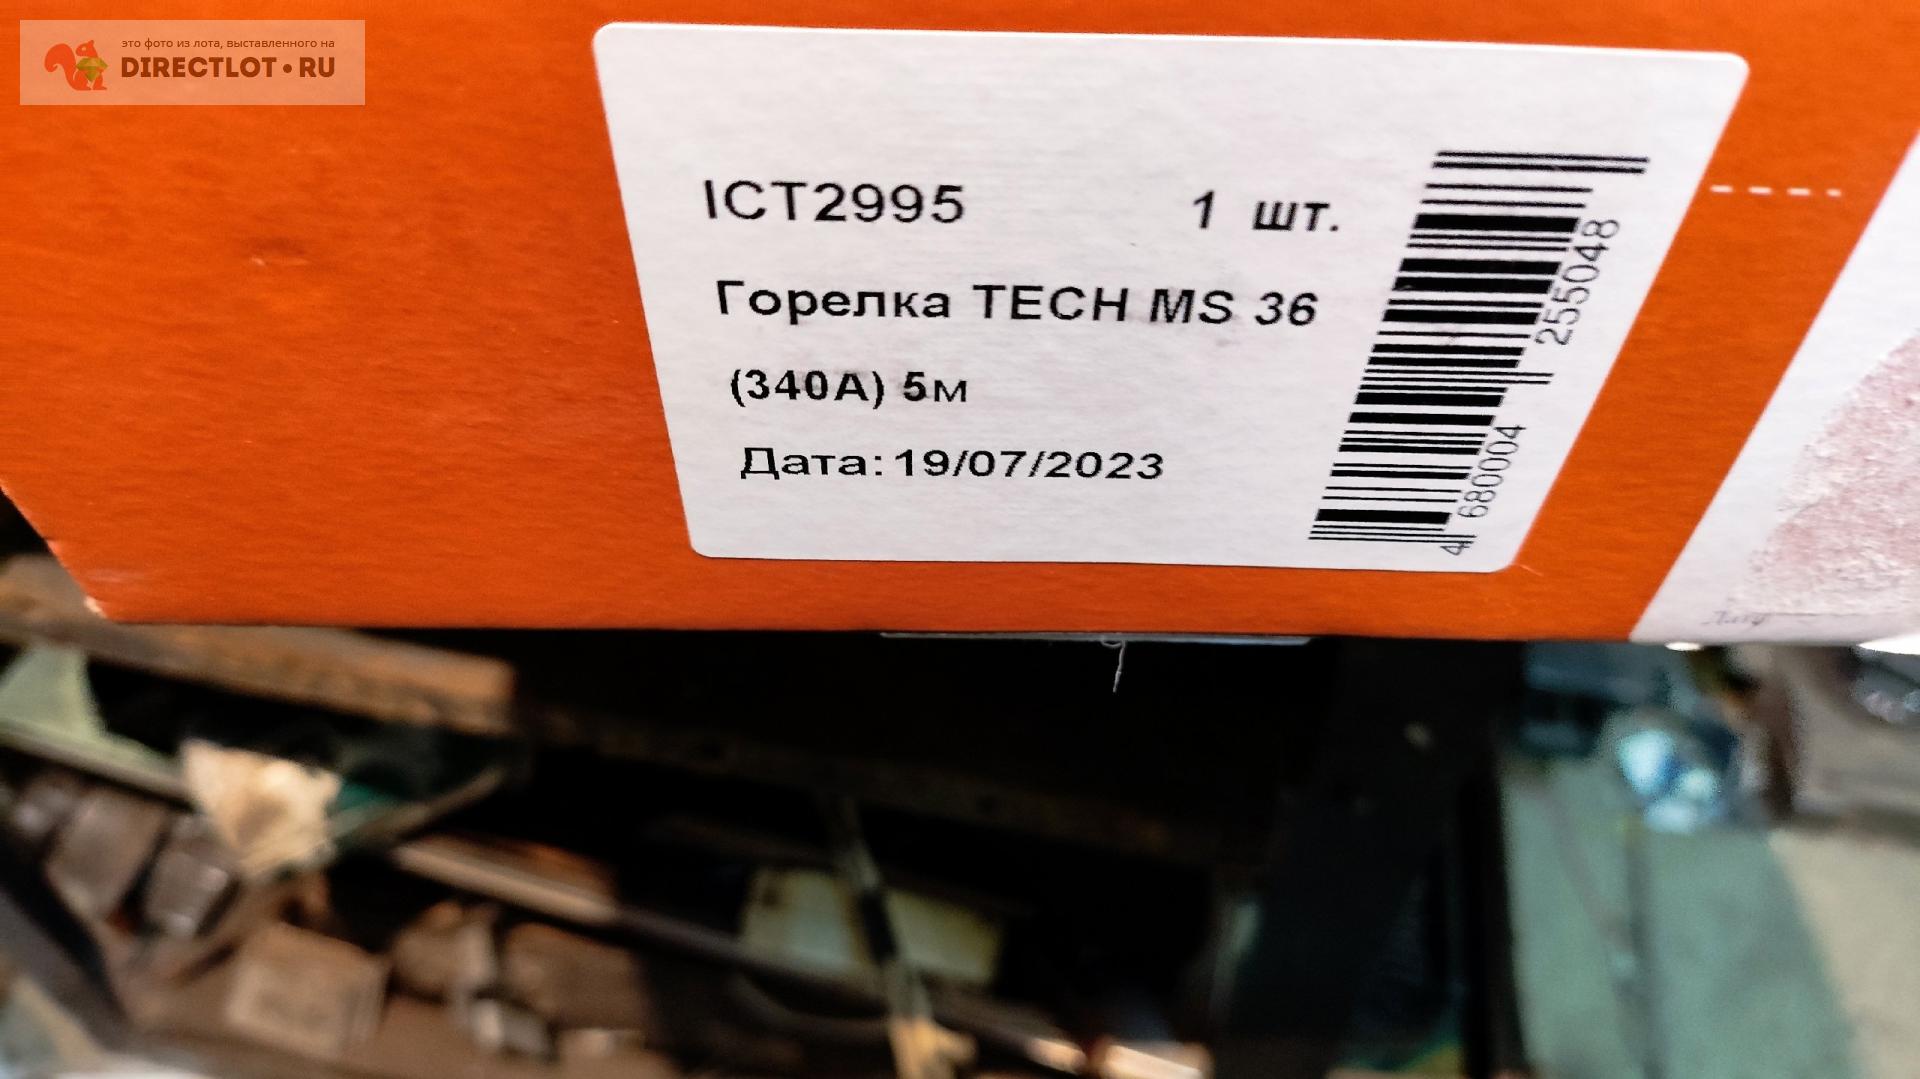 это фото из лота, выставленного на
DIRECTLOT•RU
ICT2995 1 шт.
Горелка TECH MS 36
(340A) 5м
Дата: 19/07/2023
4 680004 255048